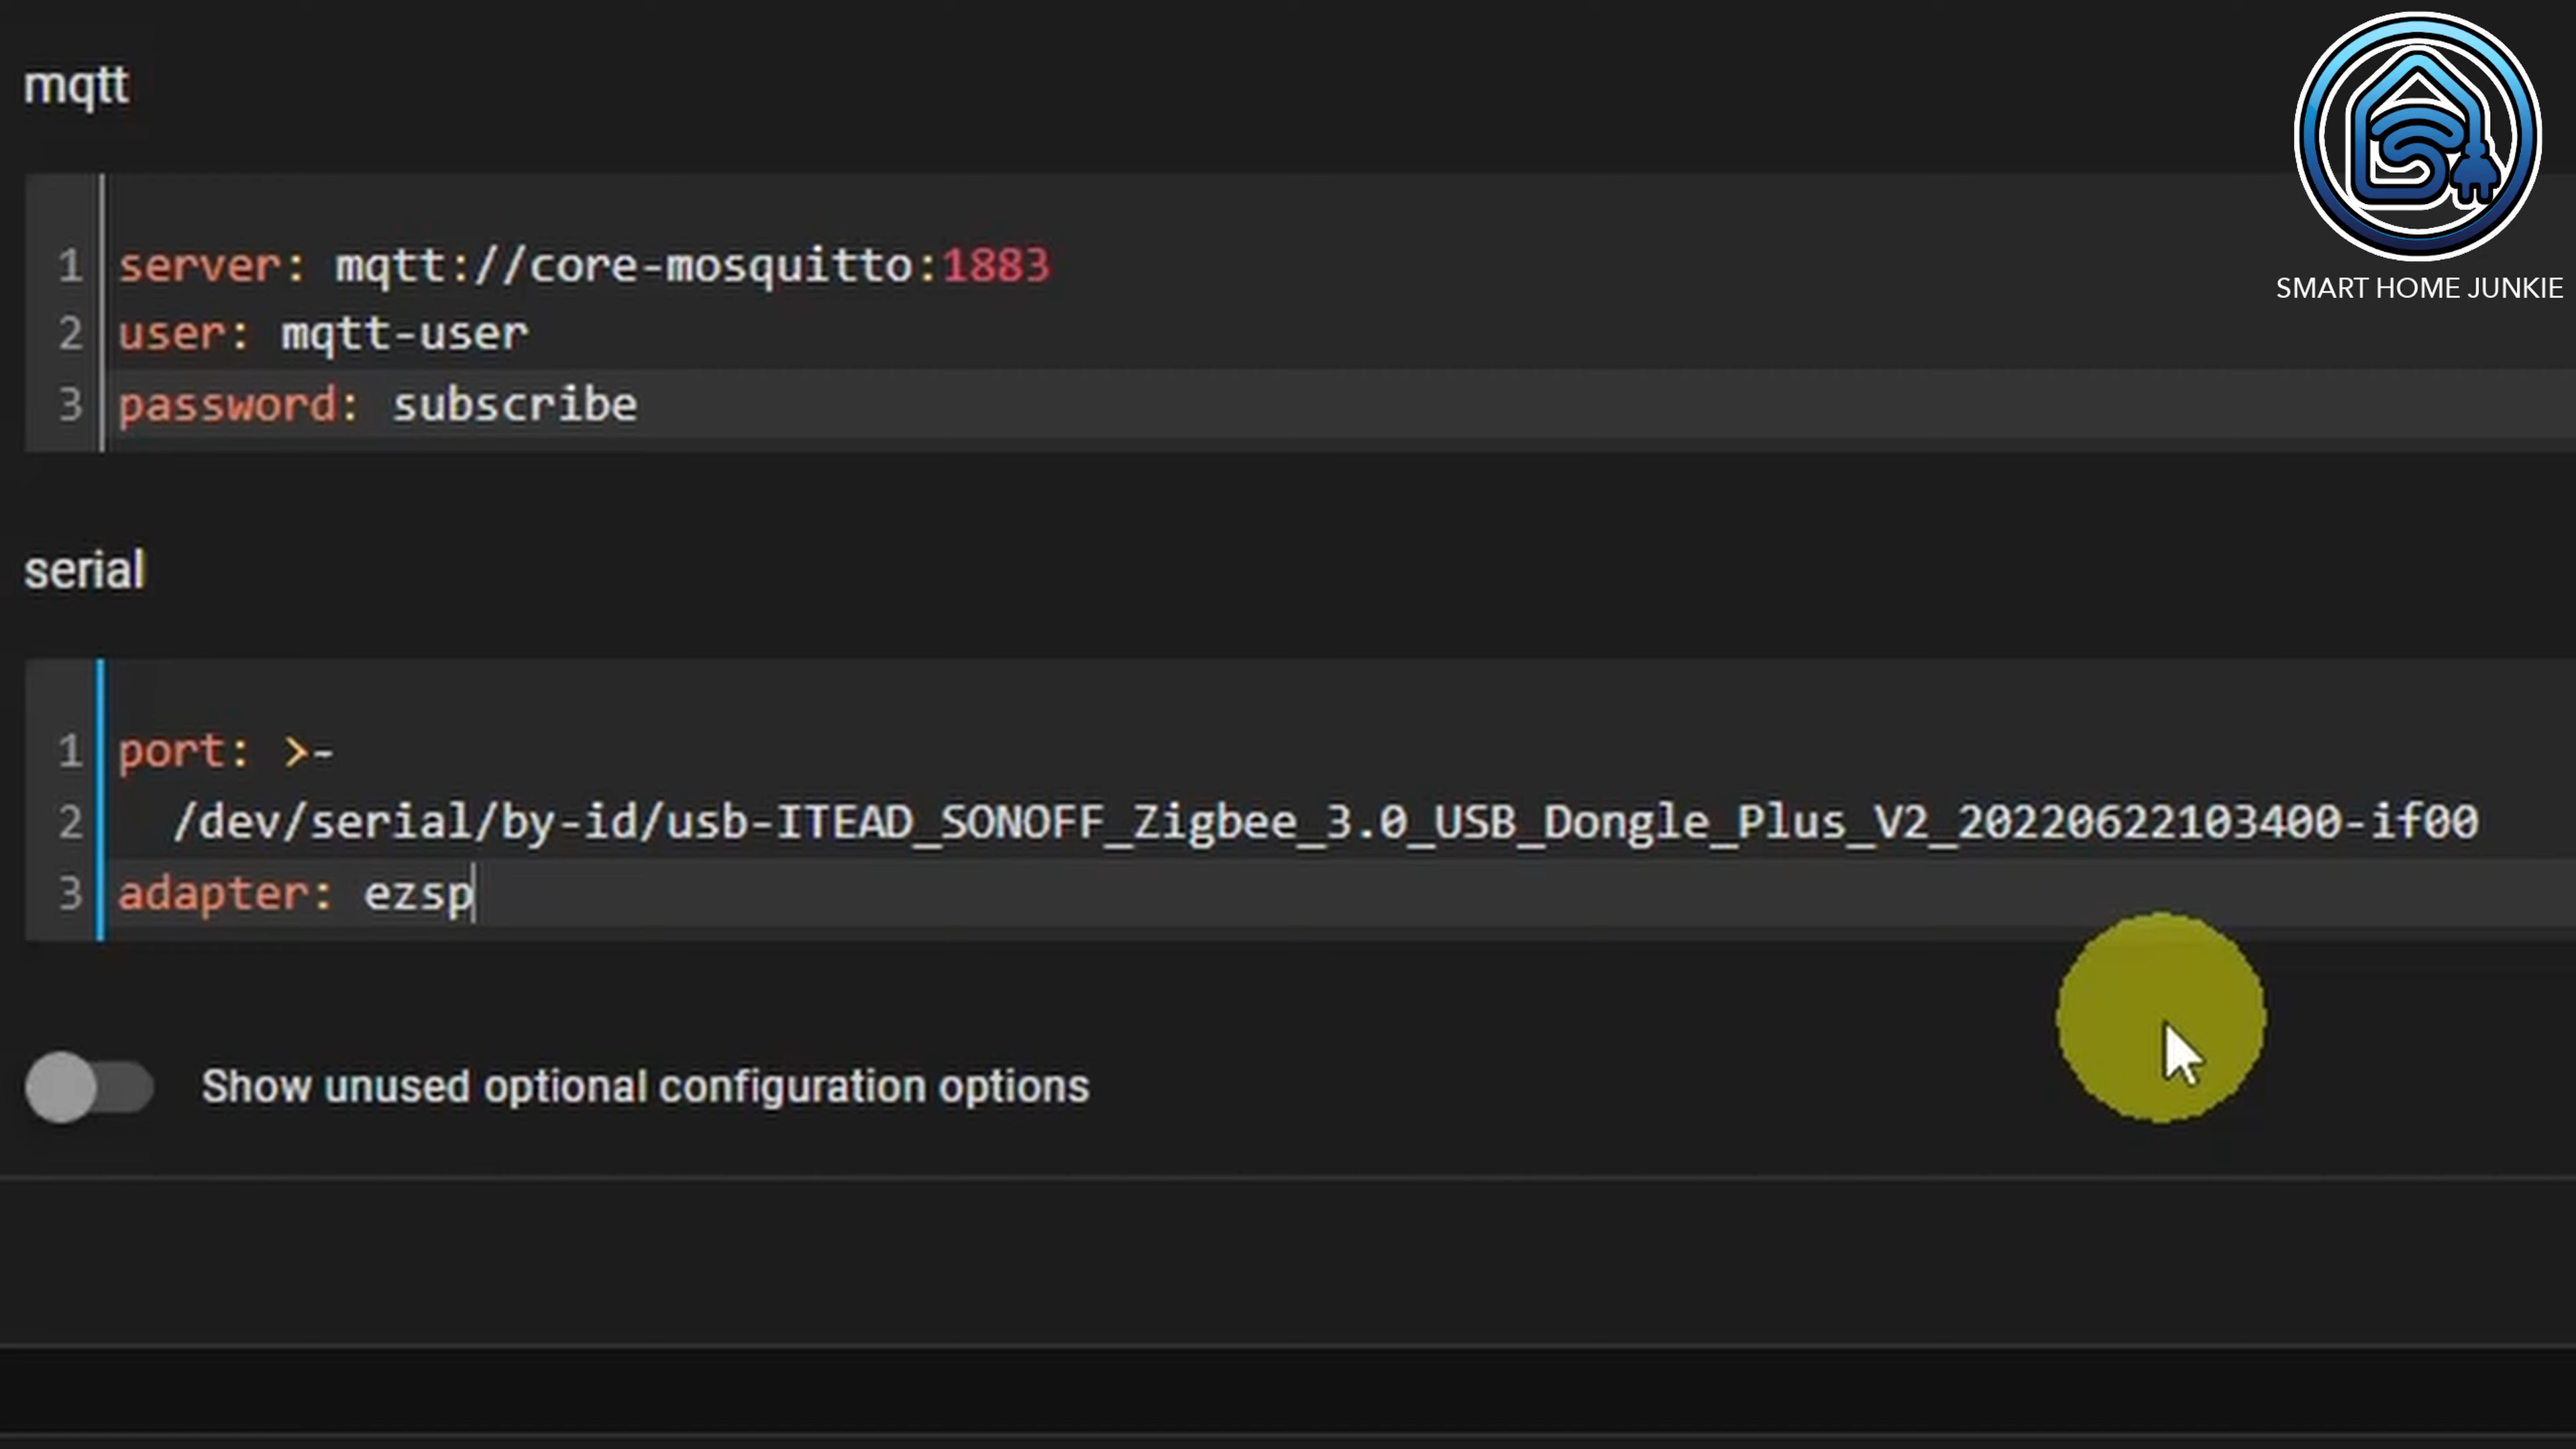 mqtt
SMART HOME JUNKIE
1 server: mqtt://core-mosquitto:1883
2 user: mqtt-user
3 password: subscribe
serial
1 port: >-
2 /dev/serial/by-id/usb-ITEAD_SONOFF_Zigbee_3.0_USB_Dongle_Plus_V2_20220622103400-if00
3 adapter: ezsp
Show unused optional configuration options